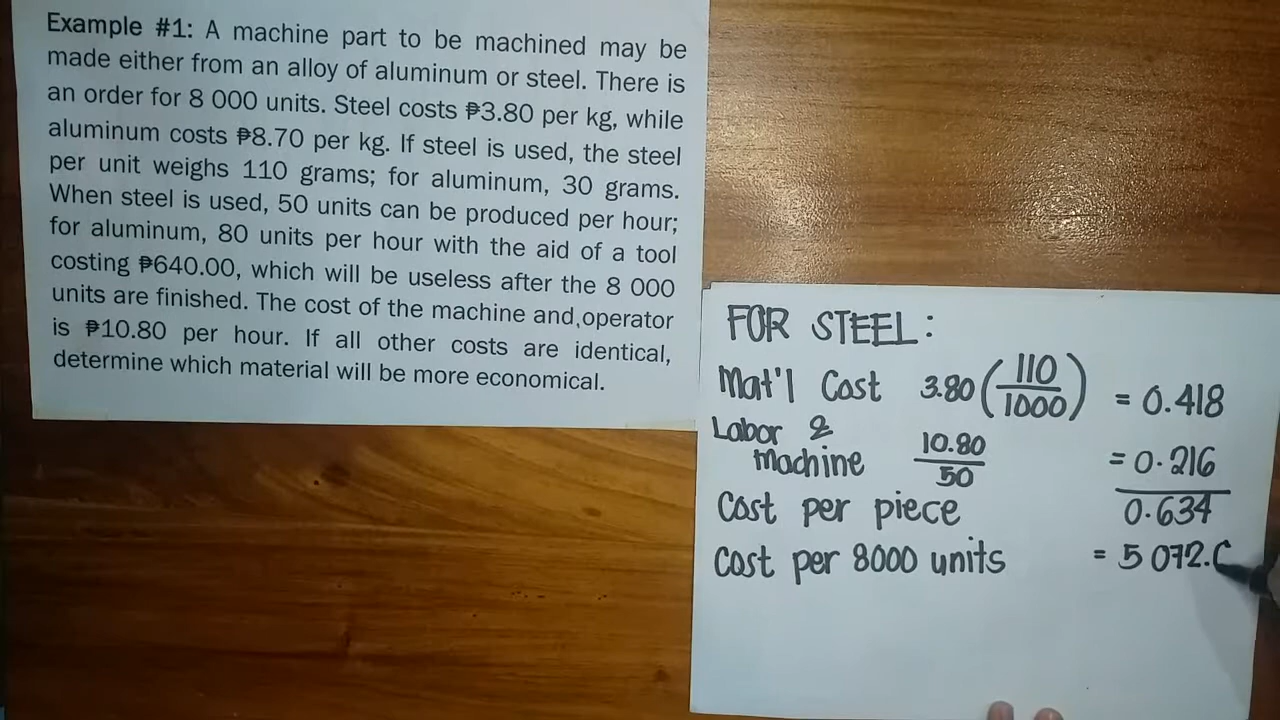 Example #1: A machine part to be machined may be
made either from an alloy of aluminum or steel. There is
an order for 8 000 units. Steel costs ₱3.80 per kg, while
aluminum costs ₱8.70 per kg. If steel is used, the steel
per unit weighs 110 grams; for aluminum, 30 grams.
When steel is used, 50 units can be produced per hour;
for aluminum, 80 units per hour with the aid of a tool
costing ₱640.00, which will be useless after the 8 000
units are finished. The cost of the machine and operator
is ₱10.80 per hour. If all other costs are identical,
determine which material will be more economical.
FOR STEEL:
Mat'l Cost 3.80 (110/1000) = 0.418
Labor &
Machine 10.80/50 = 0.216
Cost per piece 0.634
Cost per 8000 units = 5 072.